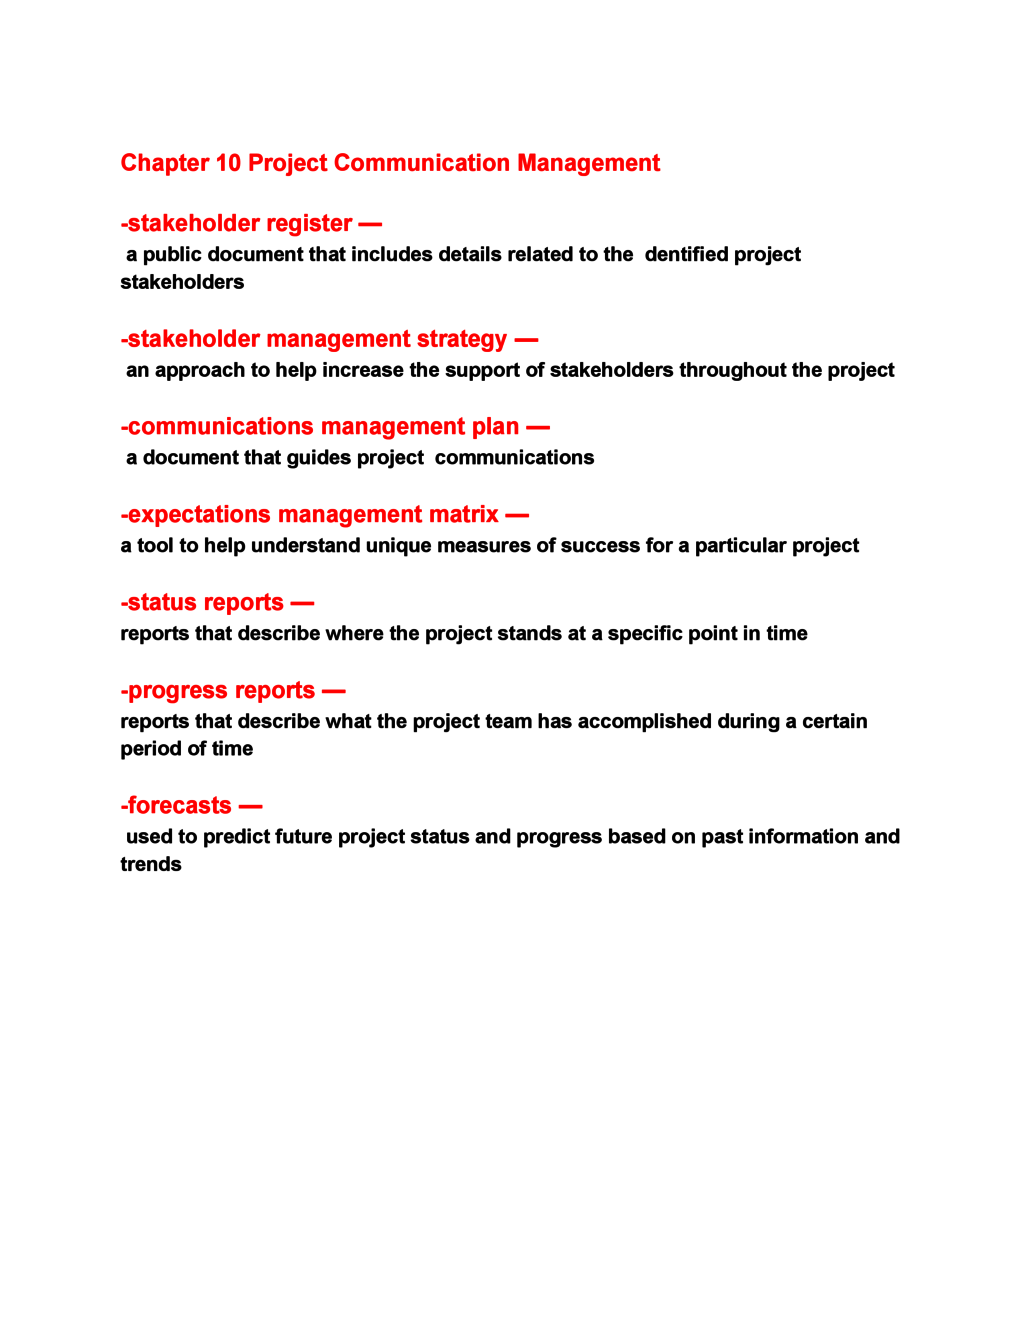 Chapter 10 Project Communication Management
-stakeholder register —
a public document that includes details related to the  dentified project
stakeholders
-stakeholder management strategy —
an approach to help increase the support of stakeholders throughout the project
-communications management plan —
a document that guides project  communications
-expectations management matrix —
a tool to help understand unique measures of success for a particular project
-status reports —
reports that describe where the project stands at a specific point in time
-progress reports —
reports that describe what the project team has accomplished during a certain
period of time
-forecasts —
used to predict future project status and progress based on past information and
trends